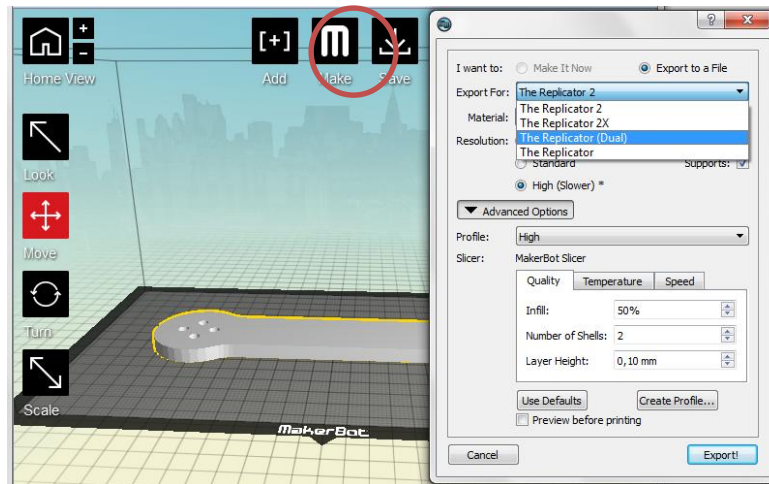 +
-
[+]
M
Home View
Add
Make
Save
Look
Move
Turn
Scale
MakerBot
?
I want to: Make It Now Export to a File
Export For: The Replicator 2
The Replicator 2
The Replicator 2X
Material: The Replicator (Dual)
The Replicator
Resolution:
Standard Supports:
High (Slower) *
Advanced Options
Profile: High
Slicer: MakerBot Slicer
Quality Temperature Speed
Infill: 50%
Number of Shells: 2
Layer Height: 0,10 mm
Use Defaults Create Profile...
Preview before printing
Cancel Export!